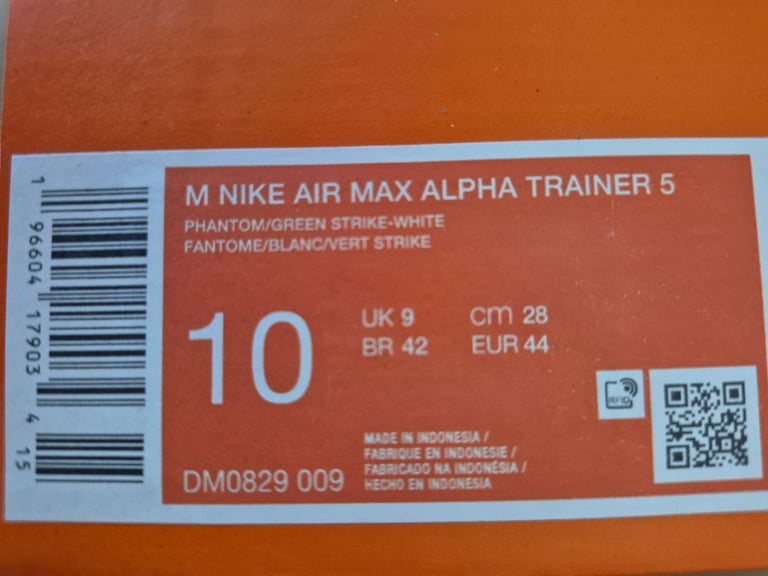 M NIKE AIR MAX ALPHA TRAINER 5
PHANTOM/GREEN STRIKE-WHITE
FANTOME/BLANC/VERT STRIKE
10
UK 9 cm 28
BR 42 EUR 44
RFID
MADE IN INDONESIA /
FABRIQUE EN INDONESIE /
FABRICADO NA INDONÉSIA /
HECHO EN INDONESIA
DM0829 009
1 96604 17903 4 15